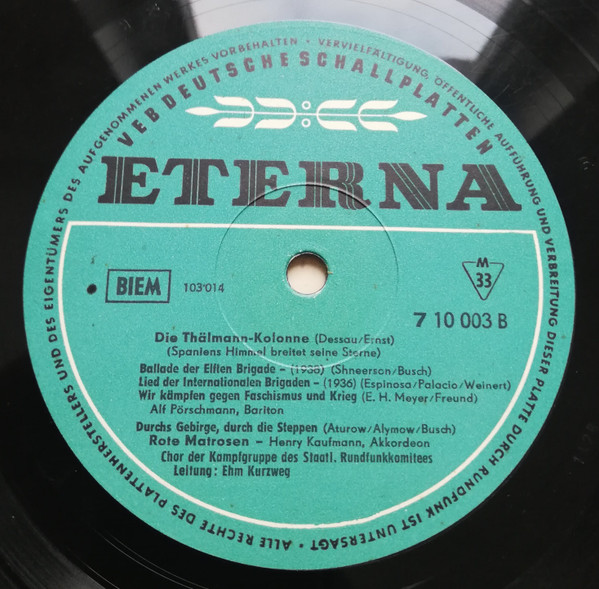 ALLE RECHTE DES PLATTENHERSTELLERS UND DES EIGENTÜMERS DES AUFGENOMMENEN WERKES VORBEHALTEN · VERVIELFÄLTIGUNG, ÖFFENTLICHE AUFFÜHRUNG UND VERBREITUNG DIESER PLATTE DURCH RUNDFUNK IST UNTERSAGT ·
VEB DEUTSCHE SCHALLPLATTEN
ETERNA
BIEM
103 014
M
33
7 10 003 B
Die Thälmann-Kolonne (Dessau/Ernst)
(Spaniens Himmel breitet seine Sterne)
Ballade der Elften Brigade – (1938) (Shneerson/Busch)
Lied der Internationalen Brigaden – (1936) (Espinosa/Palacio/Weinert)
Wir kämpfen gegen Faschismus und Krieg (E. H. Meyer/Freund)
Alf Pörschmann, Bariton
Durchs Gebirge, durch die Steppen (Aturow/Alymow/Busch)
Rote Matrosen – Henry Kaufmann, Akkordeon
Chor der Kampfgruppe des Staatl. Rundfunkkomitees
Leitung: Ehm Kurzweg